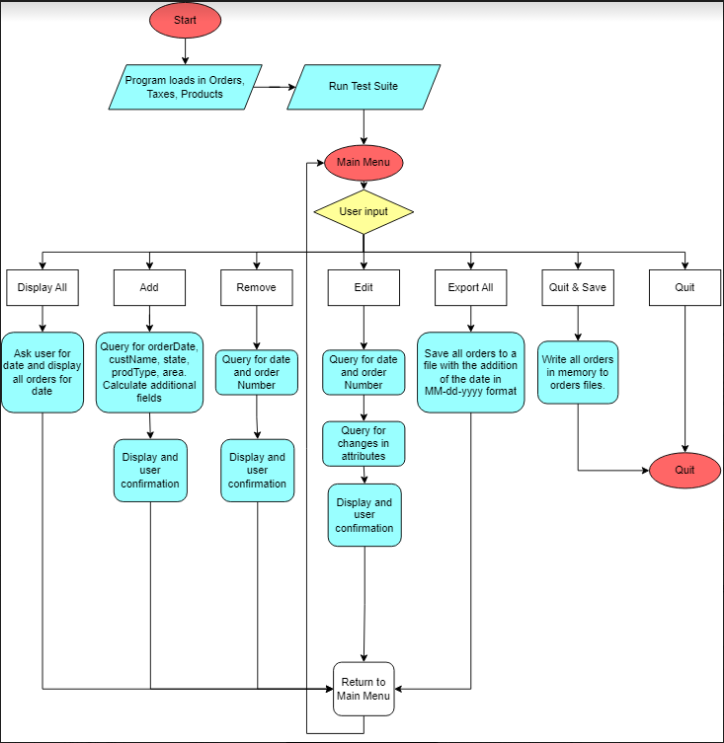 Start
Program loads in Orders,
Taxes, Products
Run Test Suite
Main Menu
User input
Display All
Add
Remove
Edit
Export All
Quit & Save
Quit
Ask user for
date and display
all orders for
date
Query for orderDate,
custName, state,
prodType, area.
Calculate additional
fields
Query for date
and order
Number
Query for date
and order
Number
Save all orders to a
file with the addition
of the date in
MM-dd-yyyy format
Write all orders
in memory to
orders files.
Display and
user
confirmation
Display and
user
confirmation
Query for
changes in
attributes
Quit
Display and
user
confirmation
Return to
Main Menu